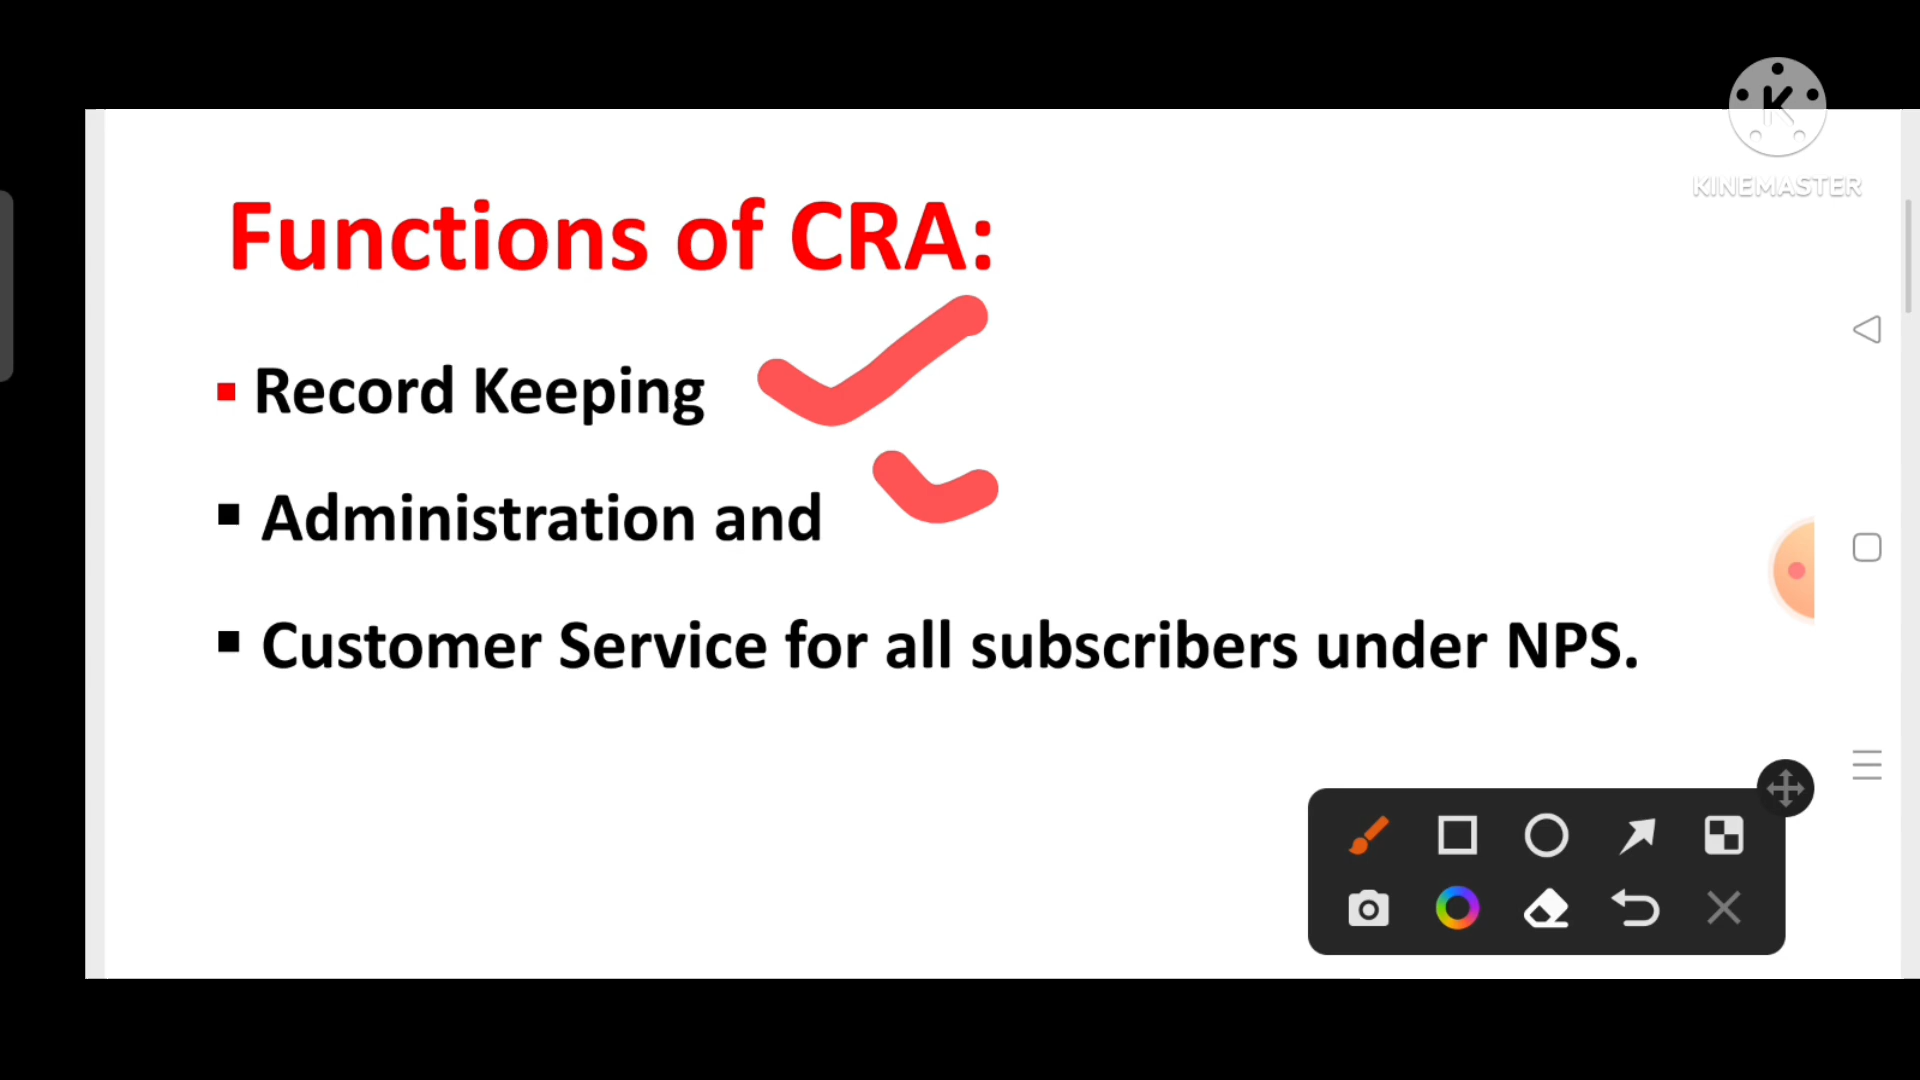 KINEMASTER
Functions of CRA:
▪ Record Keeping
▪ Administration and
▪ Customer Service for all subscribers under NPS.